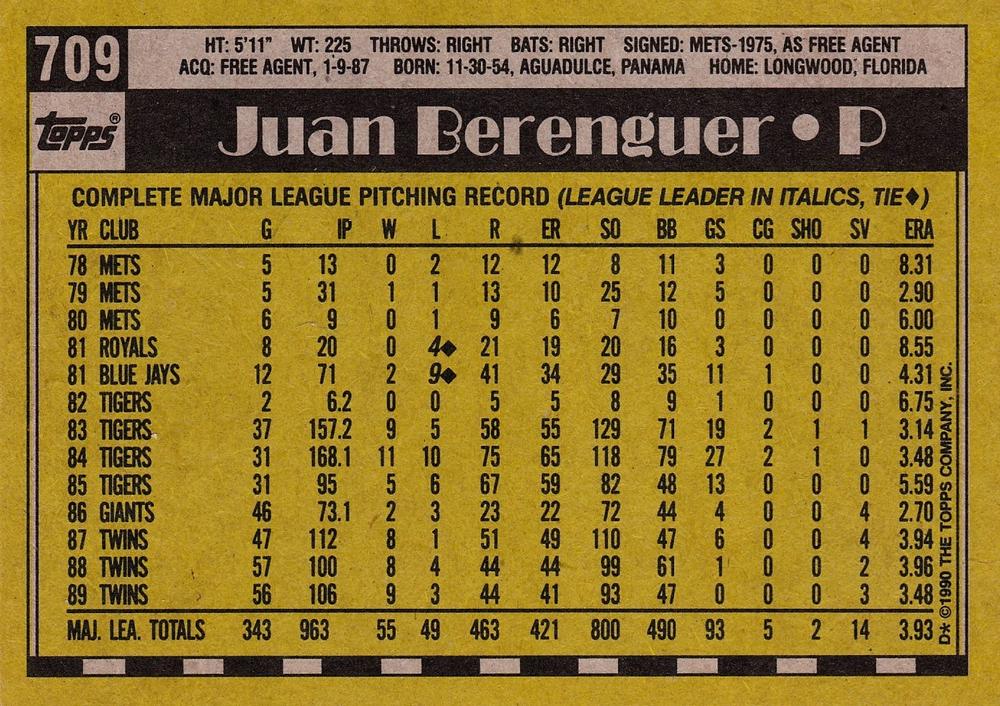 709
HT: 5'11" WT: 225 THROWS: RIGHT BATS: RIGHT SIGNED: METS-1975, AS FREE AGENT
ACQ: FREE AGENT, 1-9-87 BORN: 11-30-54, AGUADULCE, PANAMA HOME: LONGWOOD, FLORIDA
topps®
Juan Berenguer • P
COMPLETE MAJOR LEAGUE PITCHING RECORD (LEAGUE LEADER IN ITALICS, TIE♦)
YR CLUB G IP W L R ER SO BB GS CG SHO SV ERA
78 METS 5 13 0 2 12 12 8 11 3 0 0 0 8.31
79 METS 5 31 1 1 13 10 25 12 5 0 0 0 2.90
80 METS 6 9 0 1 9 6 7 10 0 0 0 0 6.00
81 ROYALS 8 20 0 4♦ 21 19 20 16 3 0 0 0 8.55
81 BLUE JAYS 12 71 2 9♦ 41 34 29 35 11 1 0 0 4.31
82 TIGERS 2 6.2 0 0 5 5 8 9 1 0 0 0 6.75
83 TIGERS 37 157.2 9 5 58 55 129 71 19 2 1 1 3.14
84 TIGERS 31 168.1 11 10 75 65 118 79 27 2 1 0 3.48
85 TIGERS 31 95 5 6 67 59 82 48 13 0 0 0 5.59
86 GIANTS 46 73.1 2 3 23 22 72 44 4 0 0 4 2.70
87 TWINS 47 112 8 1 51 49 110 47 6 0 0 4 3.94
88 TWINS 57 100 8 4 44 44 99 61 1 0 0 2 3.96
89 TWINS 56 106 9 3 44 41 93 47 0 0 0 3 3.48
MAJ. LEA. TOTALS 343 963 55 49 463 421 800 490 93 5 2 14 3.93
D* ©1990 THE TOPPS COMPANY, INC.